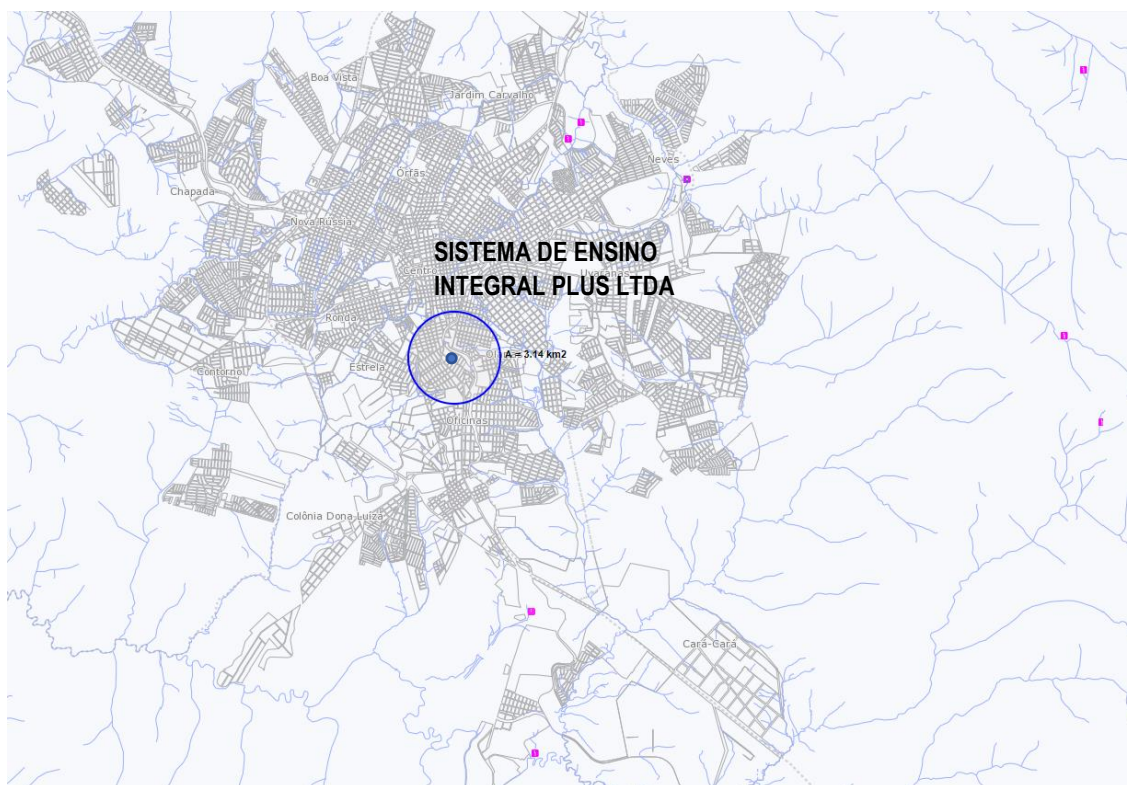 Boa Vista
Jardim Carvalho
Neves
Órfãs
Chapada
Nova Rússia
SISTEMA DE ENSINO
INTEGRAL PLUS LTDA
Centro
Uvaranas
Ronda
A = 3.14 km2
Estrela
Contorno
Oficinas
Colônia Dona Luíza
Cará-Cará